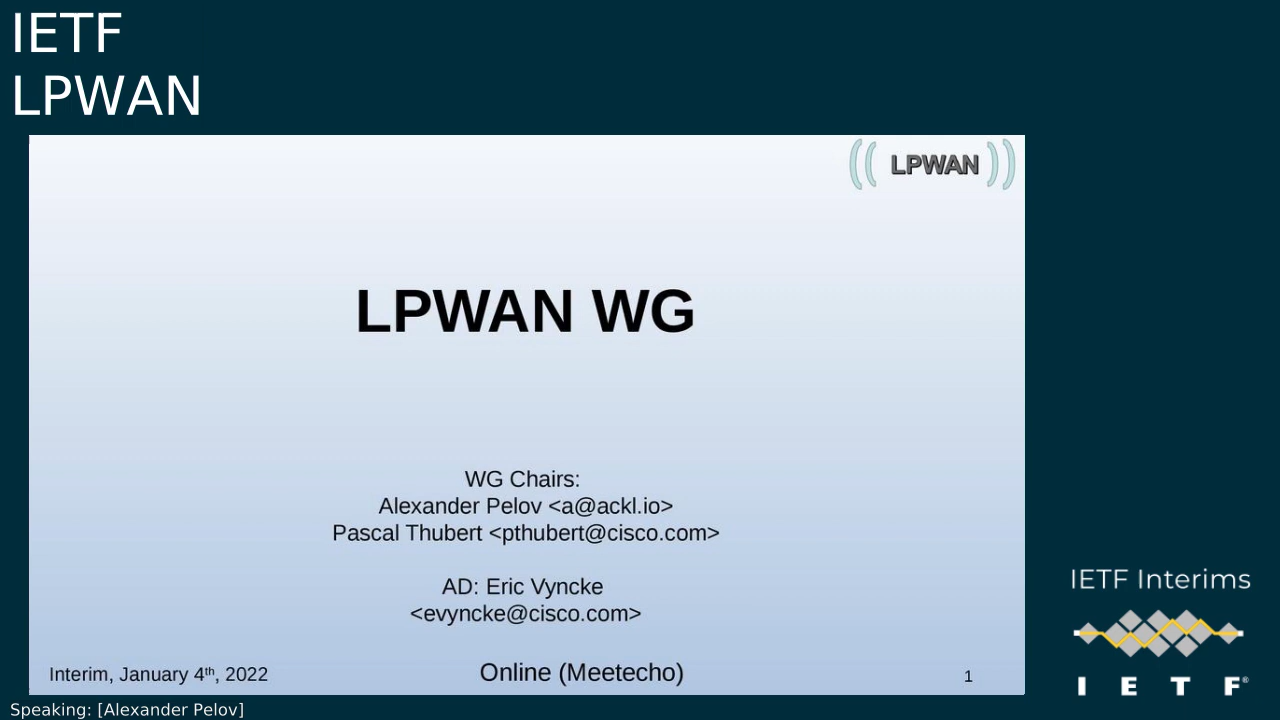 IETF
LPWAN
LPWAN
LPWAN WG
WG Chairs:
Alexander Pelov <a@ackl.io>
Pascal Thubert <pthubert@cisco.com>
AD: Eric Vyncke
<evyncke@cisco.com>
Interim, January 4th, 2022
Online (Meetecho)
1
IETF Interims
I E T F®
Speaking: [Alexander Pelov]